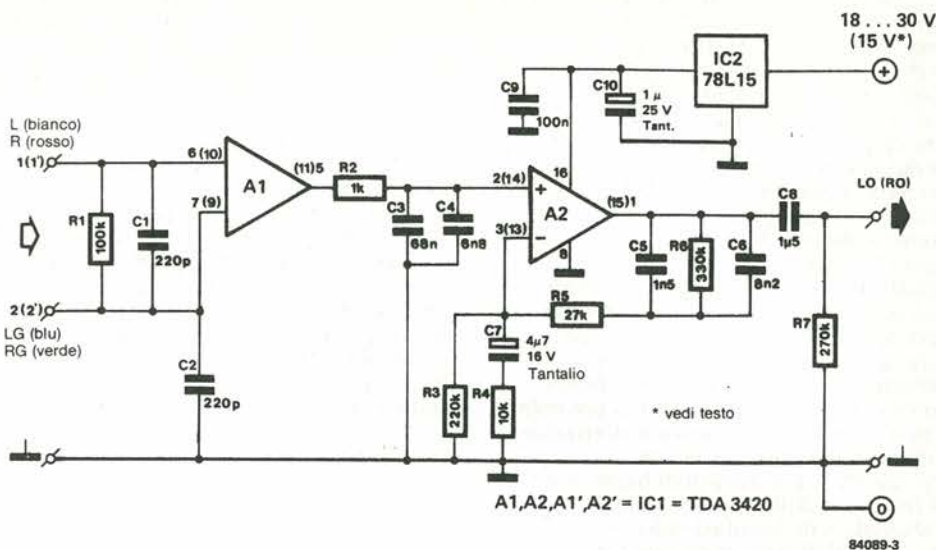 18 . . . 30 V
(15 V*)
IC2
78L15
+
C9
100n
C10
1 µ
25 V
Tant.
L (bianco)
R (rosso)
1(1')
6 (10)
A1
(11)5
R2
1k
2(14)
+
16
A2
(15)1
C8
1µ5
LO (RO)
R1
100k
C1
220p
7 (9)
C3
68n
C4
6n8
3(13)
−
8
C5
1n5
R6
330k
C6
8n2
2 (2')
LG (blu)
RG (verde)
R5
27k
R7
270k
C2
220p
C7
4µ7
16 V
Tantalio
R3
220k
R4
10k
* vedi testo
A1,A2,A1',A2' = IC1 = TDA 3420
0
84089-3